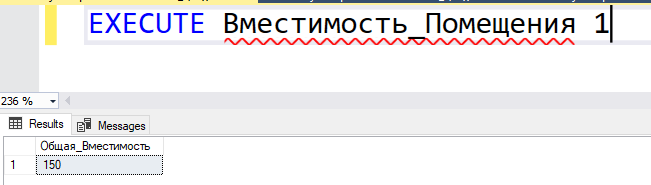 EXECUTE Вместимость_Помещения 1
236 %
Results Messages
Общая_Вместимость
1 150